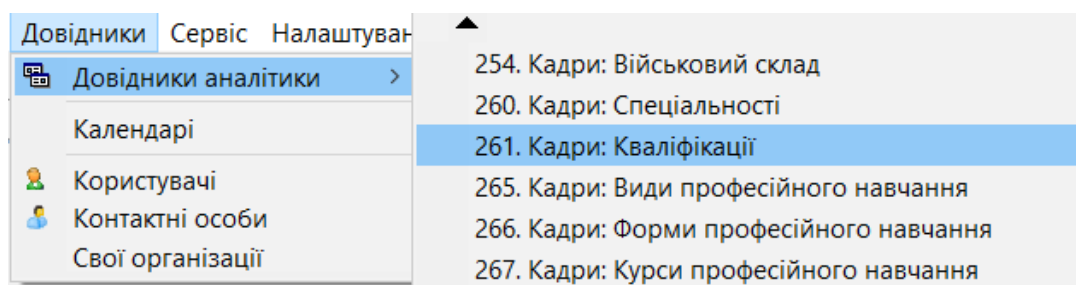 Довідники Сервіс Налаштуван
Довідники аналітики
Календарі
Користувачі
Контактні особи
Свої організації
254. Кадри: Військовий склад
260. Кадри: Спеціальності
261. Кадри: Кваліфікації
265. Кадри: Види професійного навчання
266. Кадри: Форми професійного навчання
267. Кадри: Курси професійного навчання